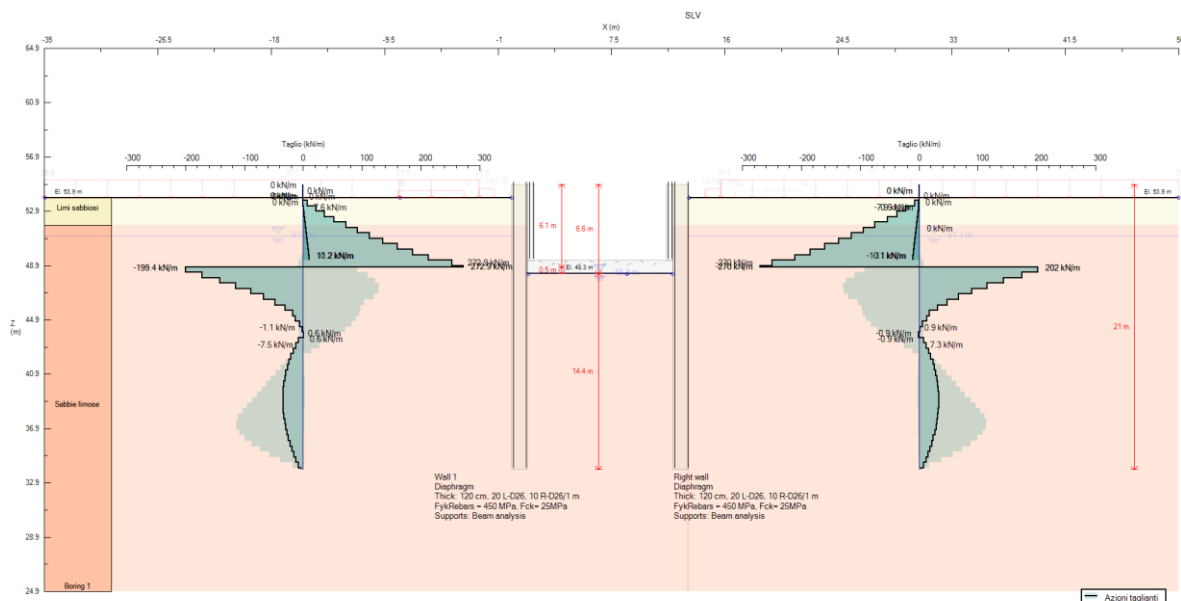 SLV
X (m)
-35 -26.5 -18 -9.5 -1 7.5 16 24.5 33 41.5
64.9
60.9
56.9
52.9
48.9
44.9
40.9
36.9
32.9
28.9
24.9
Z
(m)
Taglio (kN/m)
-300 -200 -100 0 100 200 300
Taglio (kN/m)
-300 -200 -100 0 100 200 300
El. 53.9 m
Limi sabbiosi
Sabbie limose
Boring 1
0 kN/m
0 kN/m
0 kN/m
272.9 kN/m
272.9 kN/m
-199.4 kN/m
-1.1 kN/m
0.6 kN/m
0.6 kN/m
-7.5 kN/m
6.1 m
6.6 m
0.5 m
El. 48.3 m
14.4 m
0 kN/m
0 kN/m
0 kN/m
El. 53.9 m
-10.1 kN/m
-270 kN/m
-270 kN/m
202 kN/m
0.9 kN/m
-0.9 kN/m
-0.9 kN/m
7.3 kN/m
21 m
Wall 1
Diaphragm
Thick: 120 cm, 20 L-D26, 10 R-D26/1 m
FykRebars = 450 MPa, Fck= 25MPa
Supports: Beam analysis
Right wall
Diaphragm
Thick: 120 cm, 20 L-D26, 10 R-D26/1 m
FykRebars = 450 MPa, Fck= 25MPa
Supports: Beam analysis
Azioni taglianti